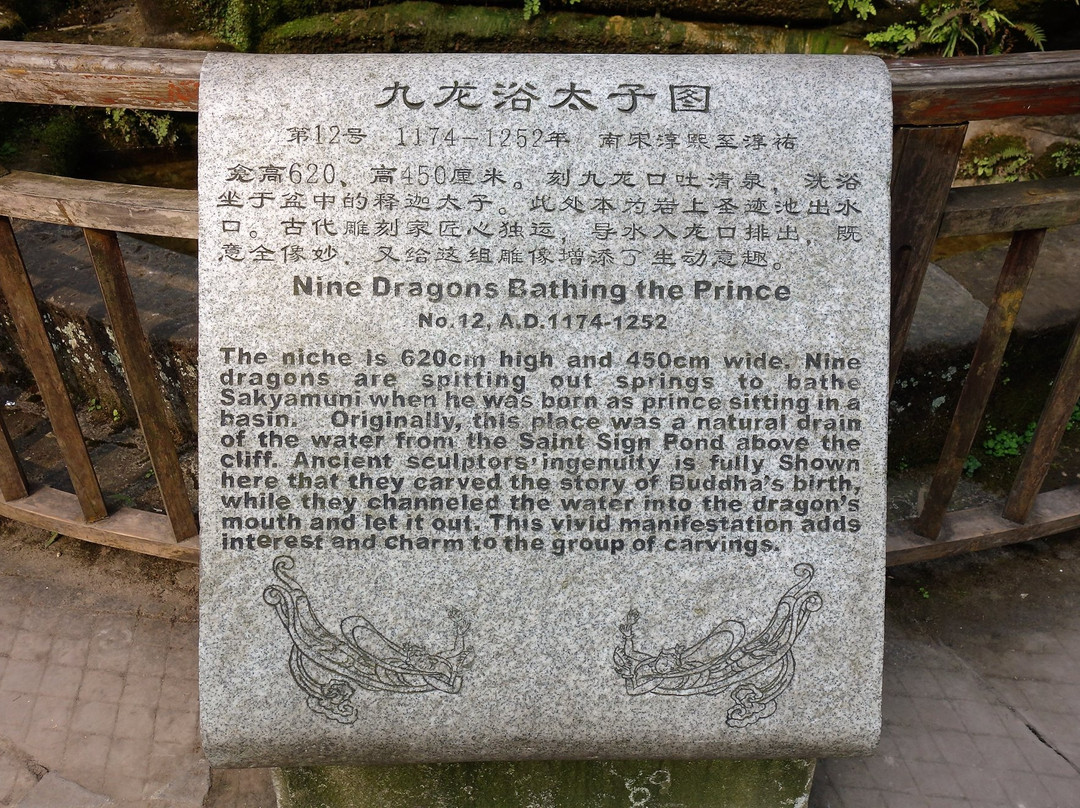 九龙浴太子图
第12号 1174－1252年 南宋淳熙至淳祐
龛高620、高450厘米。刻九龙口吐清泉，洗浴
坐于盆中的释迦太子。此处本为岩上圣迹池出水
口。古代雕刻家匠心独运，导水入龙口排出，既
意全像妙，又给这组雕像增添了生动意趣。
Nine Dragons Bathing the Prince
No.12, A.D.1174-1252
The niche is 620cm high and 450cm wide. Nine
dragons are spitting out springs to bathe
Sakyamuni when he was born as prince sitting in a
basin. Originally, this place was a natural drain
of the water from the Saint Sign Pond above the
cliff. Ancient sculptors' ingenuity is fully Shown
here that they carved the story of Buddha's birth,
while they channeled the water into the dragon's
mouth and let it out. This vivid manifestation adds
interest and charm to the group of carvings.